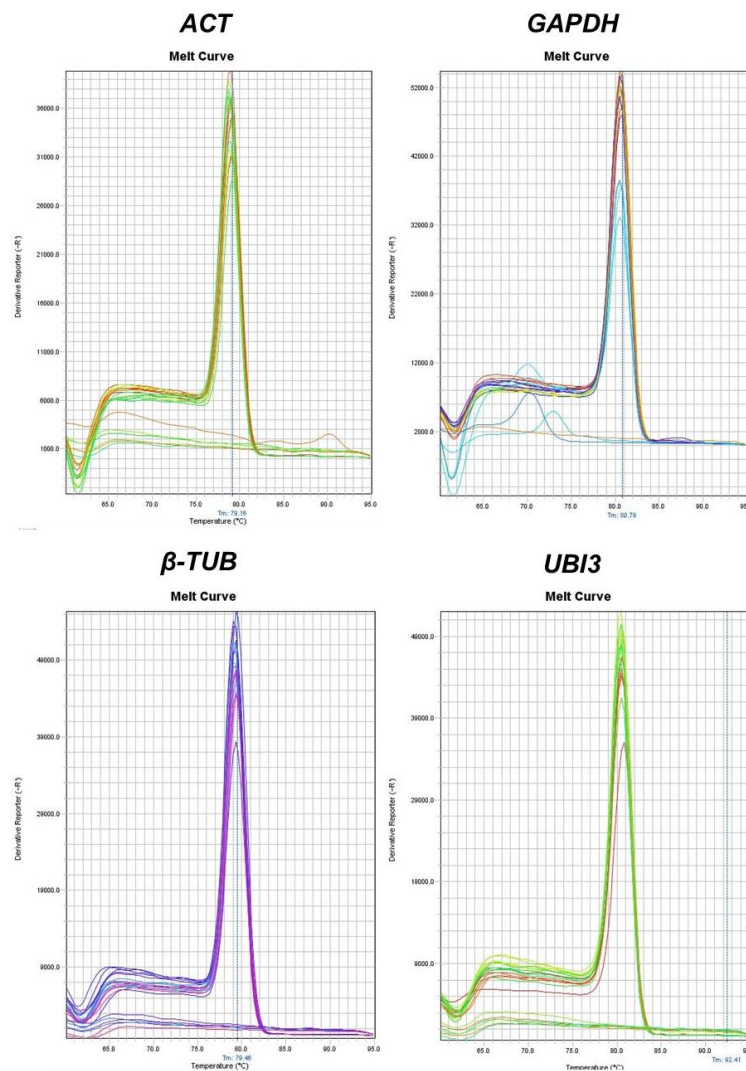 ACT
Melt Curve
36000.0
31000.0
26000.0
21000.0
16000.0
11000.0
6000.0
1000.0
Derivative Reporter (-R')
65.0 70.0 75.0 80.0 85.0 90.0 95.0
Tm: 79.16
Temperature (°C)
GAPDH
Melt Curve
52000.0
42000.0
32000.0
22000.0
12000.0
2000.0
Derivative Reporter (-R')
65.0 70.0 75.0 80.0 85.0 90.0 95.0
Tm: 80.79
Temperature (°C)
β-TUB
Melt Curve
49000.0
39000.0
29000.0
19000.0
9000.0
Derivative Reporter (-R')
65.0 70.0 75.0 80.0 85.0 90.0 95.0
Tm: 79.46
Temperature (°C)
UBI3
Melt Curve
49000.0
39000.0
29000.0
19000.0
9000.0
Derivative Reporter (-R')
65.0 70.0 75.0 80.0 85.0 90.0 95.0
Tm: 92.41
Temperature (°C)